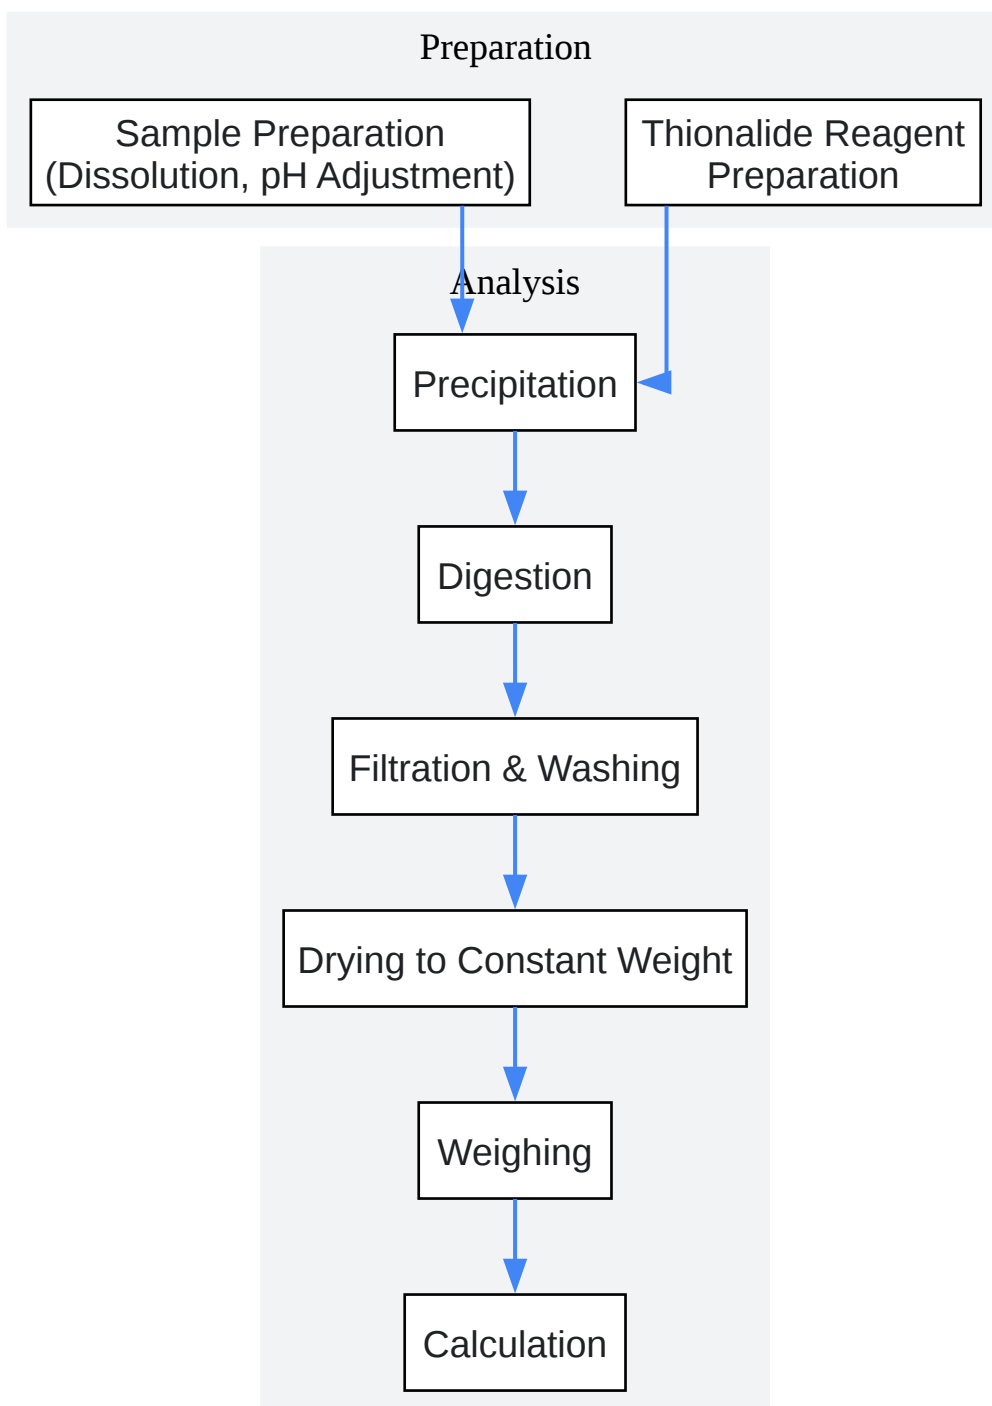 Preparation
Sample Preparation
(Dissolution, pH Adjustment)
Thionalide Reagent
Preparation
Analysis
Precipitation
Digestion
Filtration & Washing
Drying to Constant Weight
Weighing
Calculation